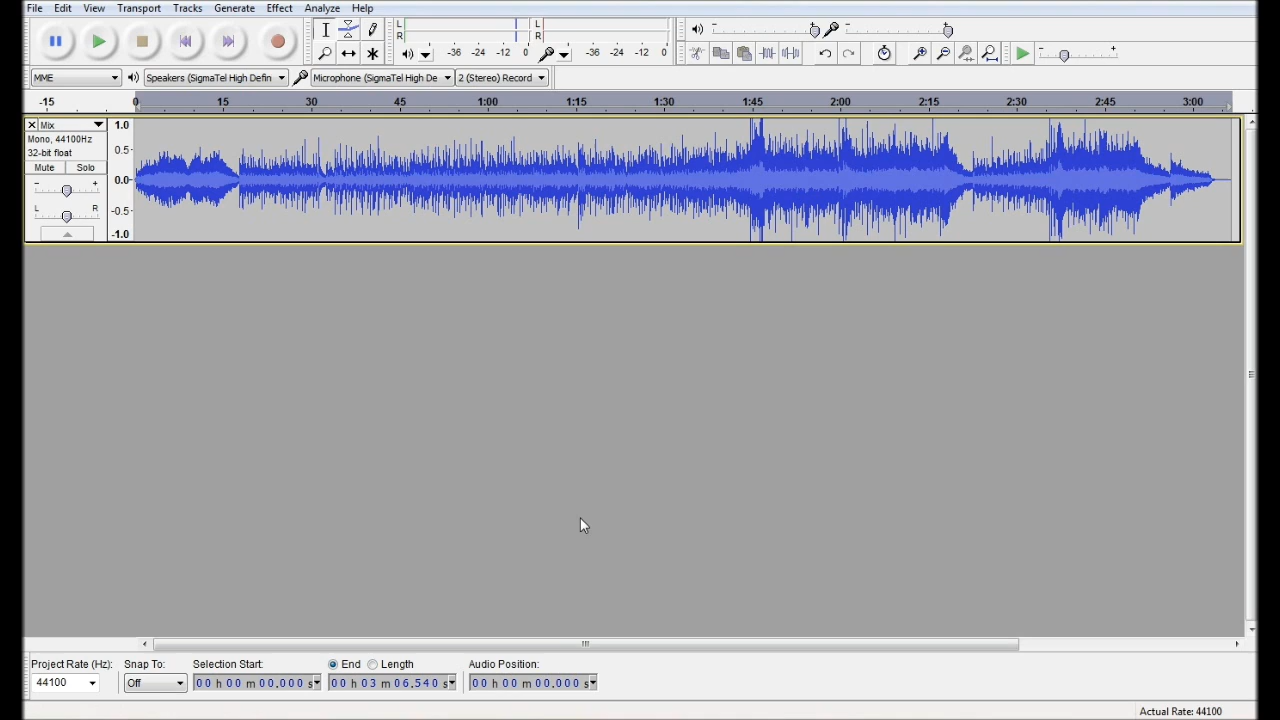 File Edit View Transport Tracks Generate Effect Analyze Help
L
R
L
R
-36 -24 -12 0
-36 -24 -12 0
MME
Speakers (SigmaTel High Defin
Microphone (SigmaTel High De
2 (Stereo) Record
-15 0 15 30 45 1:00 1:15 1:30 1:45 2:00 2:15 2:30 2:45 3:00
Mix
Mono, 44100Hz
32-bit float
Mute Solo
- +
L R
1.0
0.5-
0.0-
-0.5-
-1.0
Project Rate (Hz): Snap To: Selection Start: End Length Audio Position:
44100 Off 00 h 00 m 00.000 s 00 h 03 m 06.540 s 00 h 00 m 00.000 s
Actual Rate: 44100